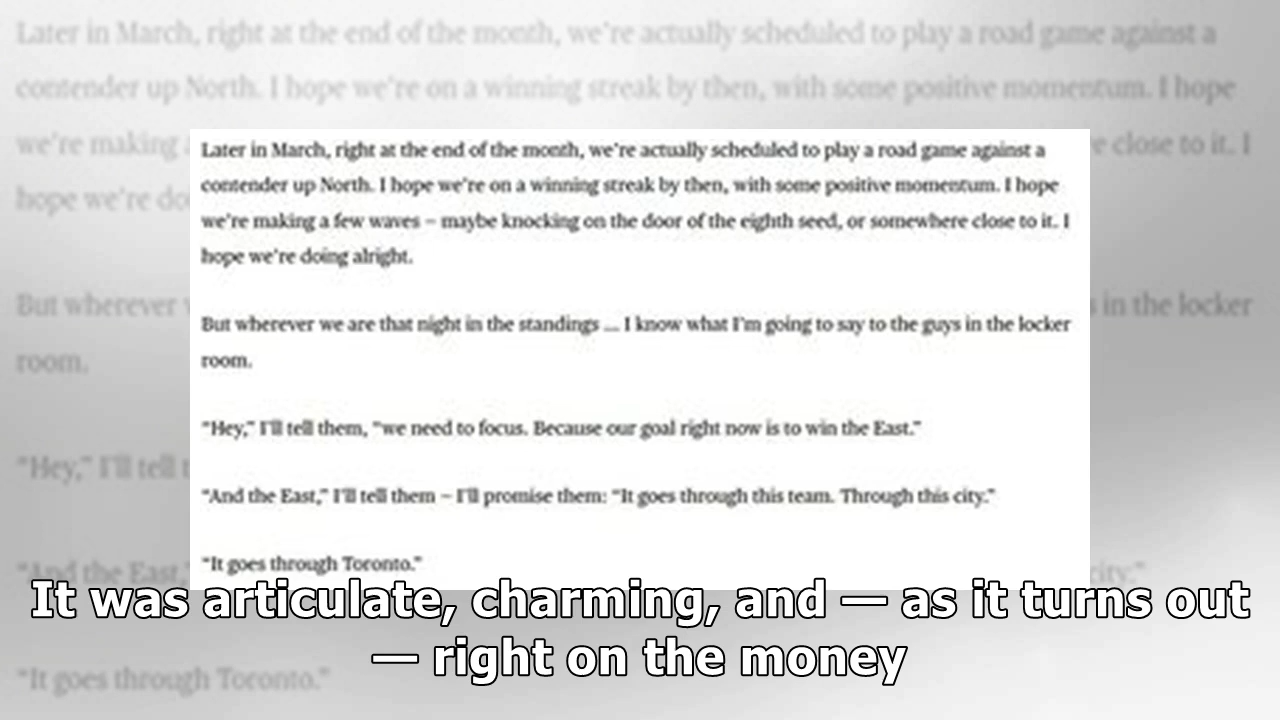 Later in March, right at the end of the month, we're actually scheduled to play a road game against a
contender up North. I hope we're on a winning streak by then, with some positive momentum. I hope
we're making a few waves – maybe knocking on the door of the eighth seed, or somewhere close to it. I
hope we're doing alright.
But wherever we are that night in the standings … I know what I'm going to say to the guys in the locker
room.
"Hey," I'll tell them, "we need to focus. Because our goal right now is to win the East."
"And the East," I'll tell them – I'll promise them: "It goes through this team. Through this city."
"It goes through Toronto."
It was articulate, charming, and — as it turns out
— right on the money